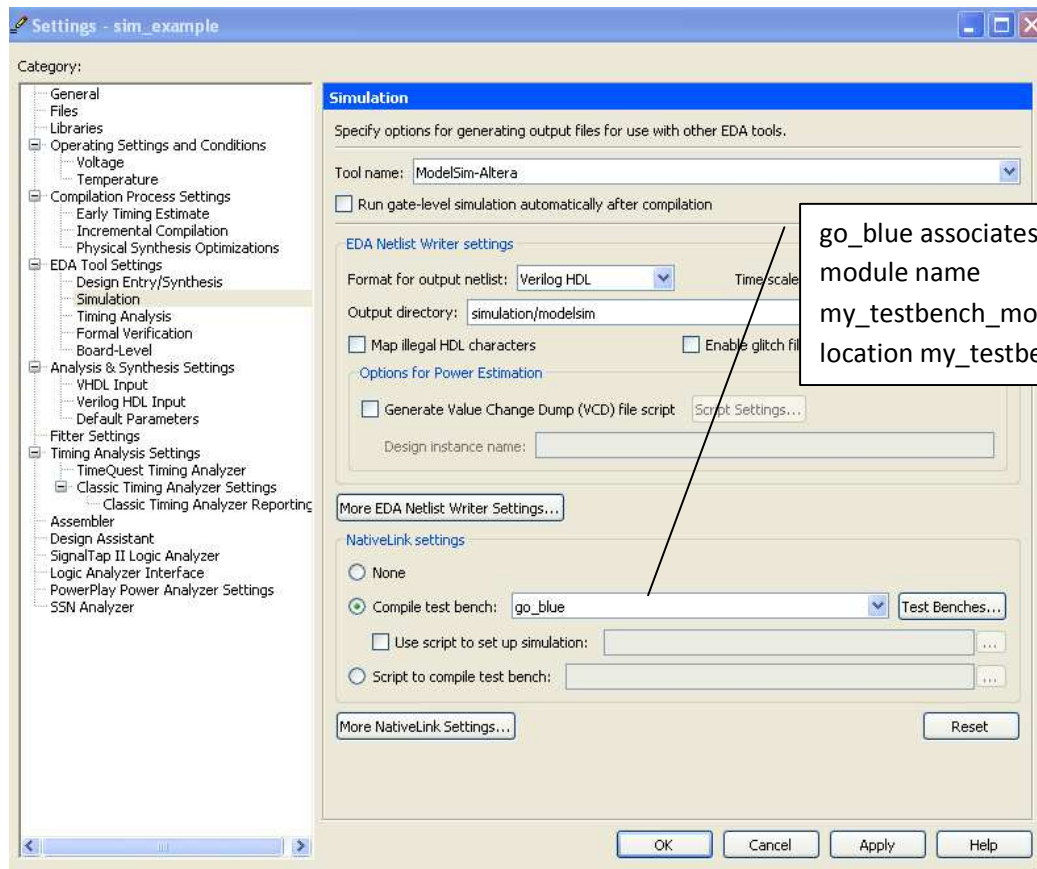 Settings - sim_example
Category:
General
Files
Libraries
Operating Settings and Conditions
Voltage
Temperature
Compilation Process Settings
Early Timing Estimate
Incremental Compilation
Physical Synthesis Optimizations
EDA Tool Settings
Design Entry/Synthesis
Simulation
Timing Analysis
Formal Verification
Board-Level
Analysis & Synthesis Settings
VHDL Input
Verilog HDL Input
Default Parameters
Fitter Settings
Timing Analysis Settings
TimeQuest Timing Analyzer
Classic Timing Analyzer Settings
Classic Timing Analyzer Reporting
Assembler
Design Assistant
SignalTap II Logic Analyzer
Logic Analyzer Interface
PowerPlay Power Analyzer Settings
SSN Analyzer
Simulation
Specify options for generating output files for use with other EDA tools.
Tool name: ModelSim-Altera
Run gate-level simulation automatically after compilation
EDA Netlist Writer settings
Format for output netlist: Verilog HDL Time scale
Output directory: simulation/modelsim
Map illegal HDL characters Enable glitch fil
Options for Power Estimation
Generate Value Change Dump (VCD) file script Script Settings...
Design instance name:
More EDA Netlist Writer Settings...
NativeLink settings
None
Compile test bench: go_blue Test Benches...
Use script to set up simulation: ...
Script to compile test bench: ...
More NativeLink Settings... Reset
OK Cancel Apply Help
go_blue associates
module name
my_testbench_mo
location my_testbe